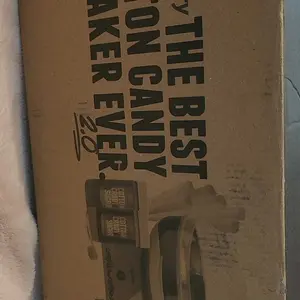 y
THE BEST
TON CANDY
AKER EVER.
2.0